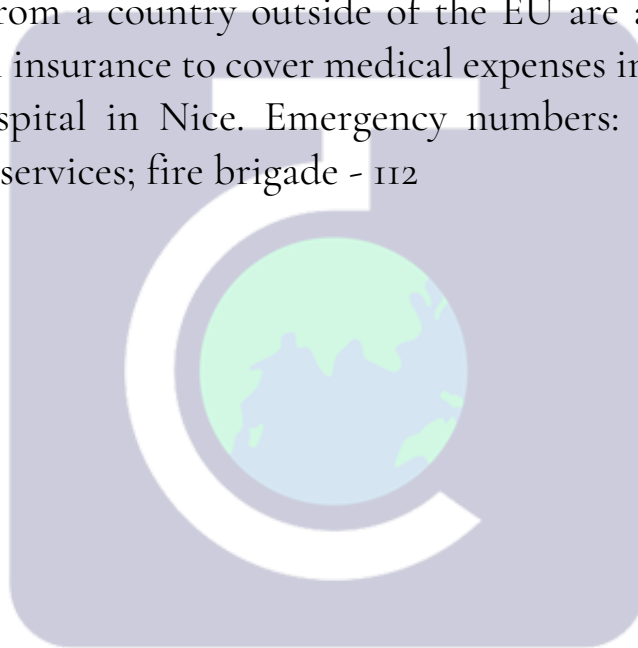 from a country outside of the EU are a
insurance to cover medical expenses in
spital in Nice. Emergency numbers:
services; fire brigade - 112